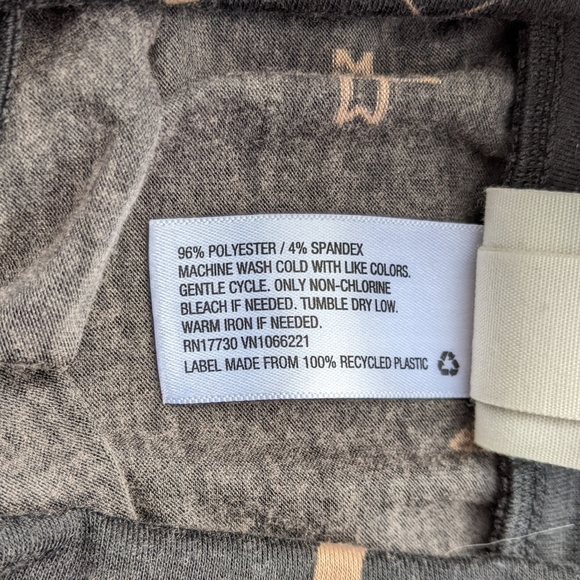 96% POLYESTER / 4% SPANDEX
MACHINE WASH COLD WITH LIKE COLORS.
GENTLE CYCLE. ONLY NON-CHLORINE
BLEACH IF NEEDED. TUMBLE DRY LOW.
WARM IRON IF NEEDED.
RN17730 VN1066221
LABEL MADE FROM 100% RECYCLED PLASTIC